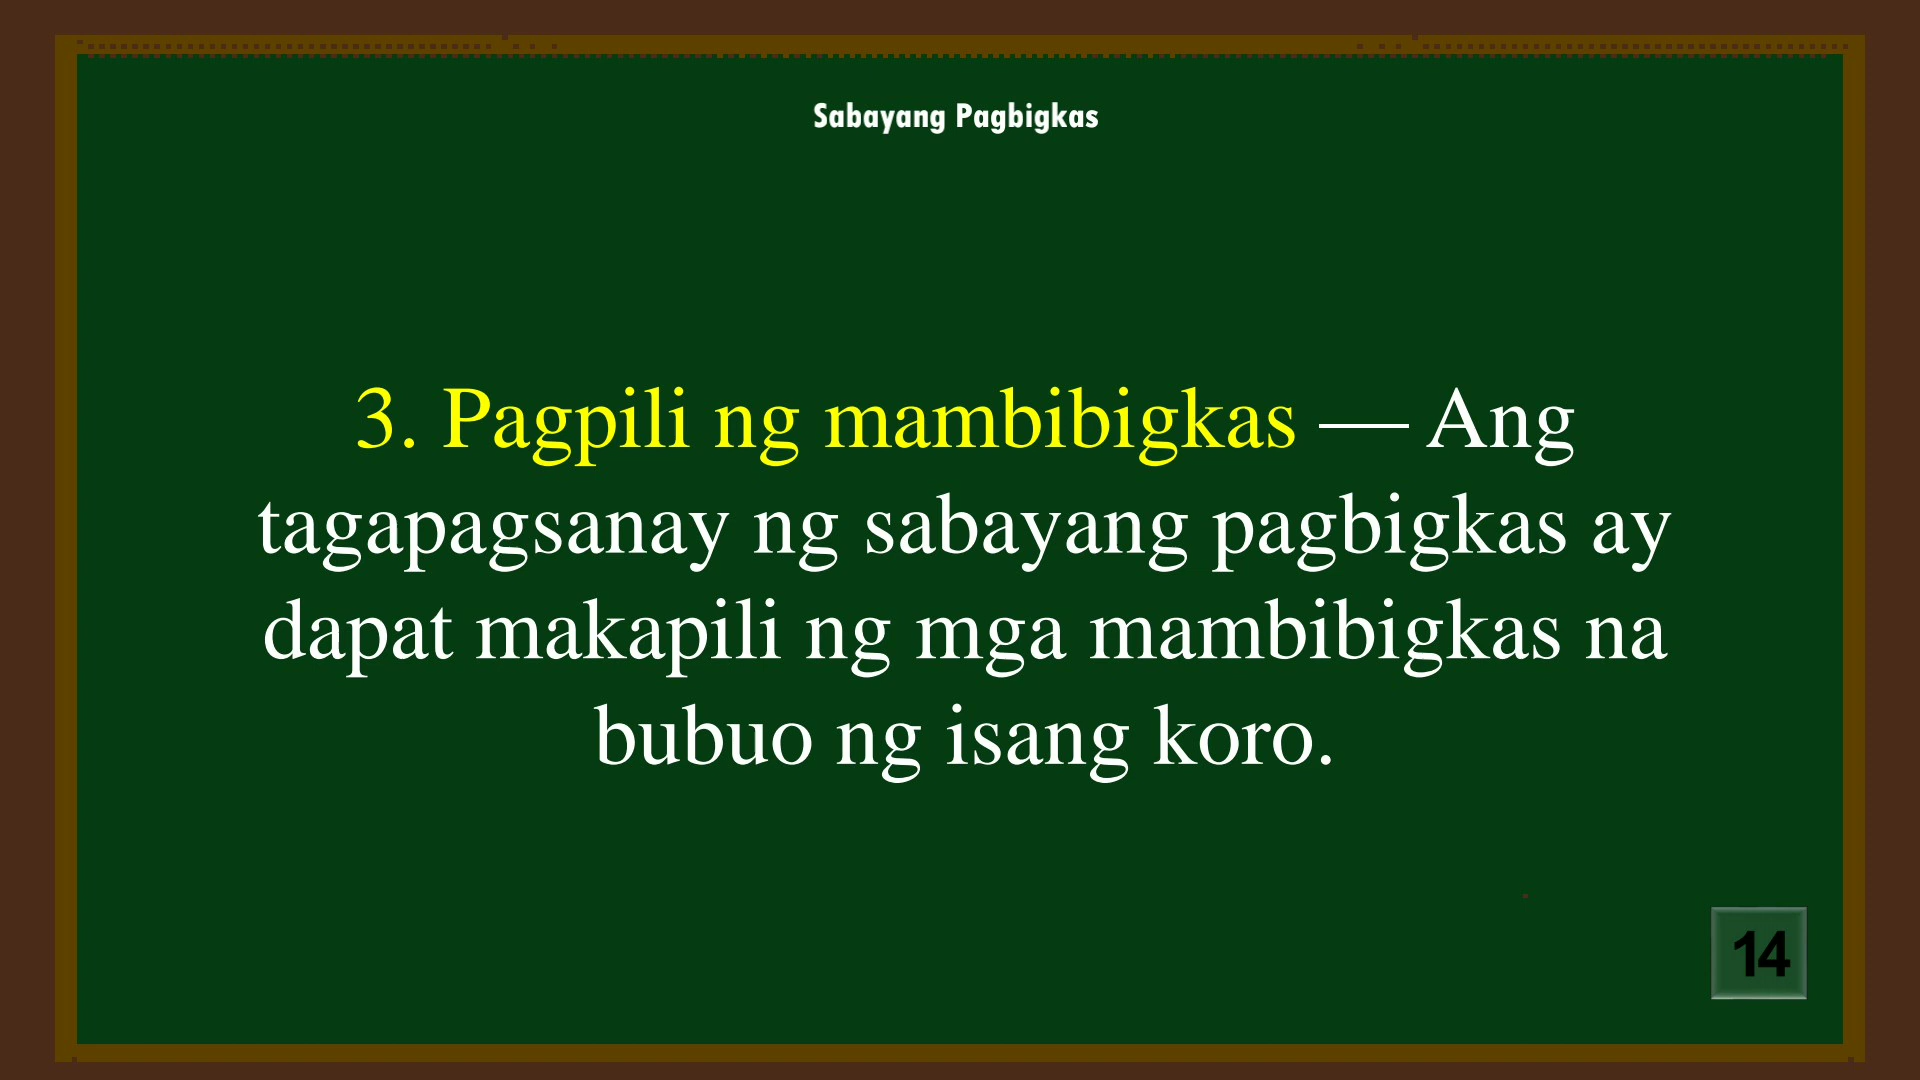 Sabayang Pagbigkas
3. Pagpili ng mambibigkas — Ang
tagapagsanay ng sabayang pagbigkas ay
dapat makapili ng mga mambibigkas na
bubuo ng isang koro.
14